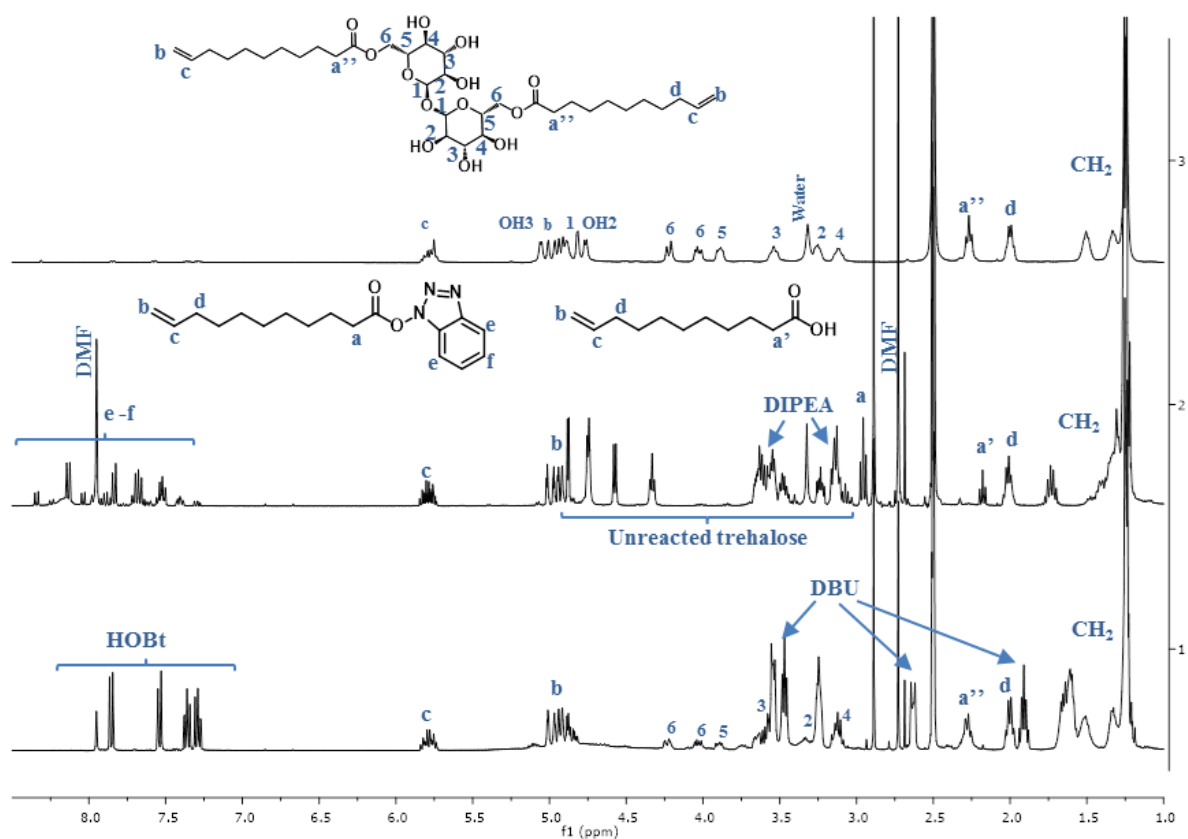 HO OH
4
6
5
OH
O
O
b
c
a’’
3
O
OH
2
1
O
1
O
6
O
O
d
b
c
a’’
5
2
HO
3
4
OH
OH
3
CH2
Water
a’’
d
OH3 b 1 OH2
c
6 6 5 3 2 4
b
d
c
O
O
a
N
N=N
e
e
f
O
OH
b
d
c
a’
DMF
DMF
2
e -f
DIPEA
a
a’
d
CH2
b
c
Unreacted trehalose
DBU
HOBt
CH2
1
b
c
a’’
d
6 6 5 3 2 4
8.0 7.5 7.0 6.5 6.0 5.5 5.0 4.5 4.0 3.5 3.0 2.5 2.0 1.5 1.0
f1 (ppm)